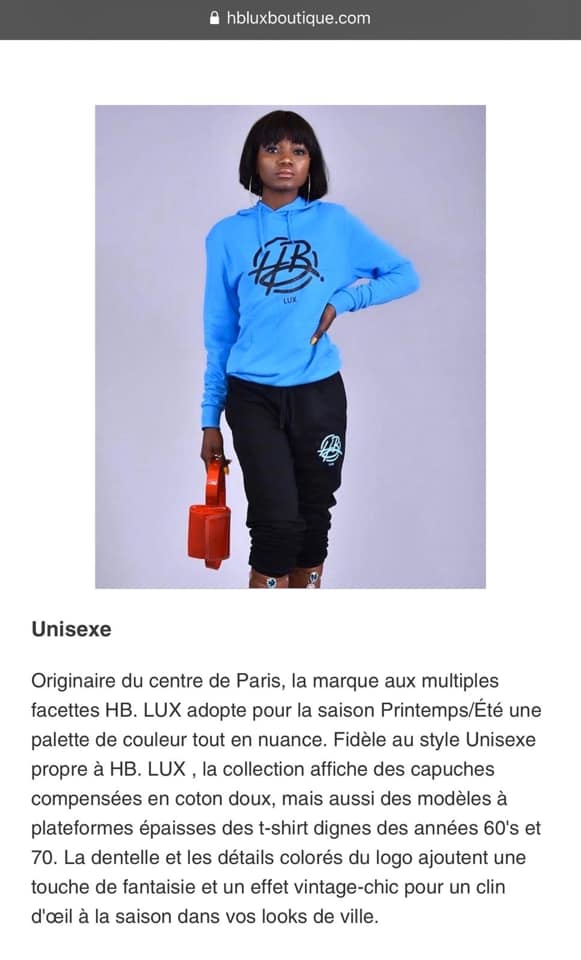 hbluxboutique.com
HB.
LUX
HB
Unisexe
Originaire du centre de Paris, la marque aux multiples
facettes HB. LUX adopte pour la saison Printemps/Été une
palette de couleur tout en nuance. Fidèle au style Unisexe
propre à HB. LUX , la collection affiche des capuches
compensées en coton doux, mais aussi des modèles à
plateformes épaisses des t-shirt dignes des années 60's et
70. La dentelle et les détails colorés du logo ajoutent une
touche de fantaisie et un effet vintage-chic pour un clin
d'œil à la saison dans vos looks de ville.